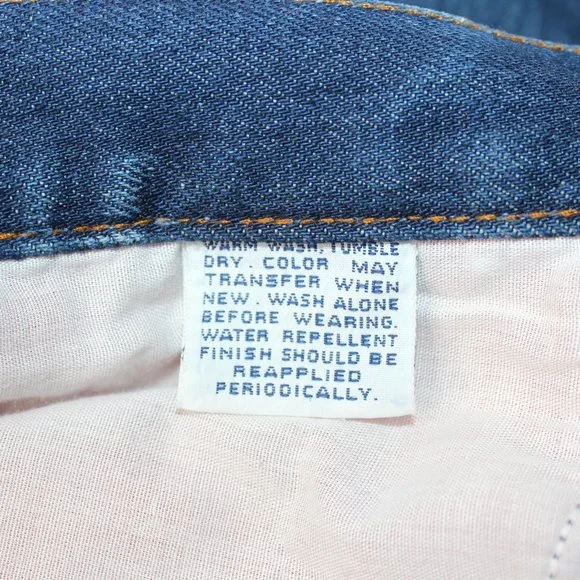 WARM WASH, TUMBLE
DRY. COLOR MAY
TRANSFER WHEN
NEW. WASH ALONE
BEFORE WEARING.
WATER REPELLENT
FINISH SHOULD BE
REAPPLIED
PERIODICALLY.